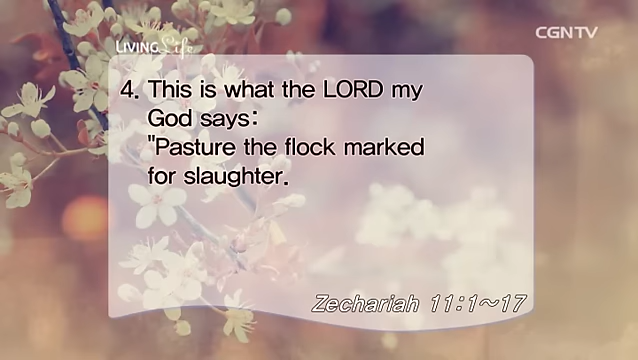 LIVING Life
CGNTV
4. This is what the LORD my
God says:
"Pasture the flock marked
for slaughter.
Zechariah 11:1~17